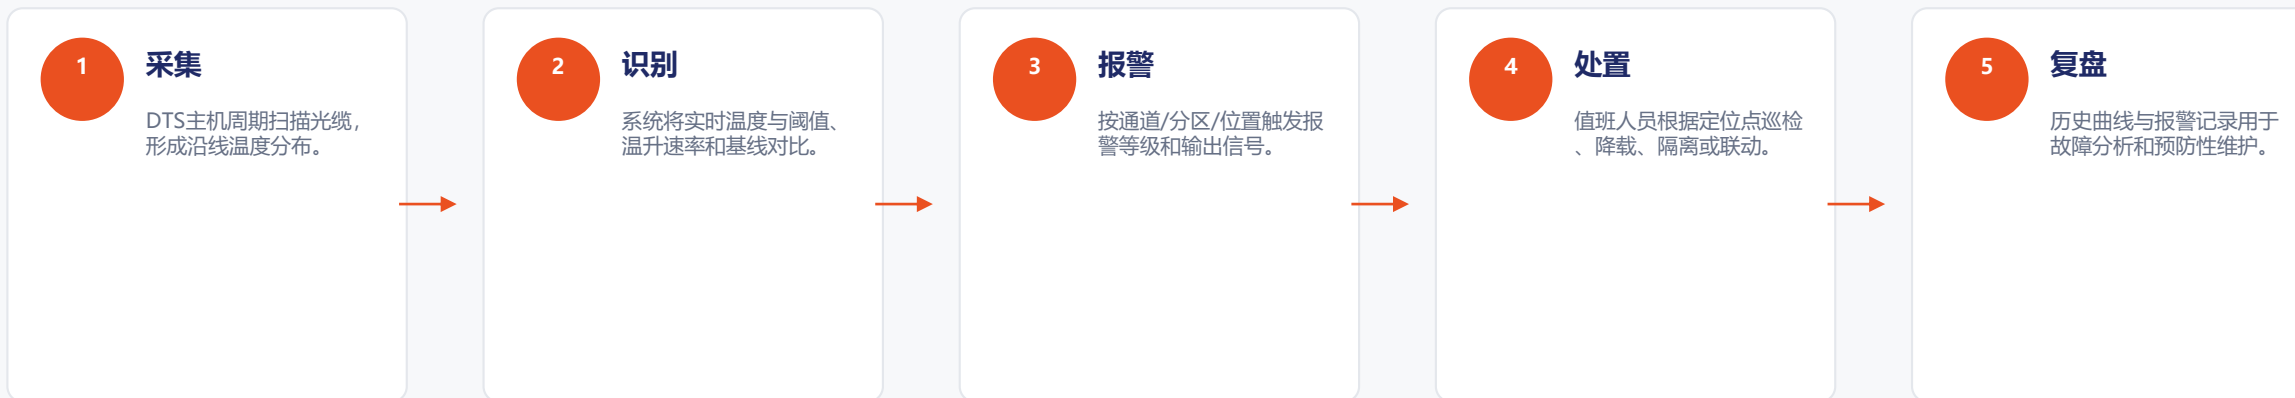 1
采集
DTS主机周期扫描光缆，
形成沿线温度分布。
2
识别
系统将实时温度与阈值、
温升速率和基线对比。
3
报警
按通道/分区/位置触发报
警等级和输出信号。
4
处置
值班人员根据定位点巡检
、降载、隔离或联动。
5
复盘
历史曲线与报警记录用于
故障分析和预防性维护。